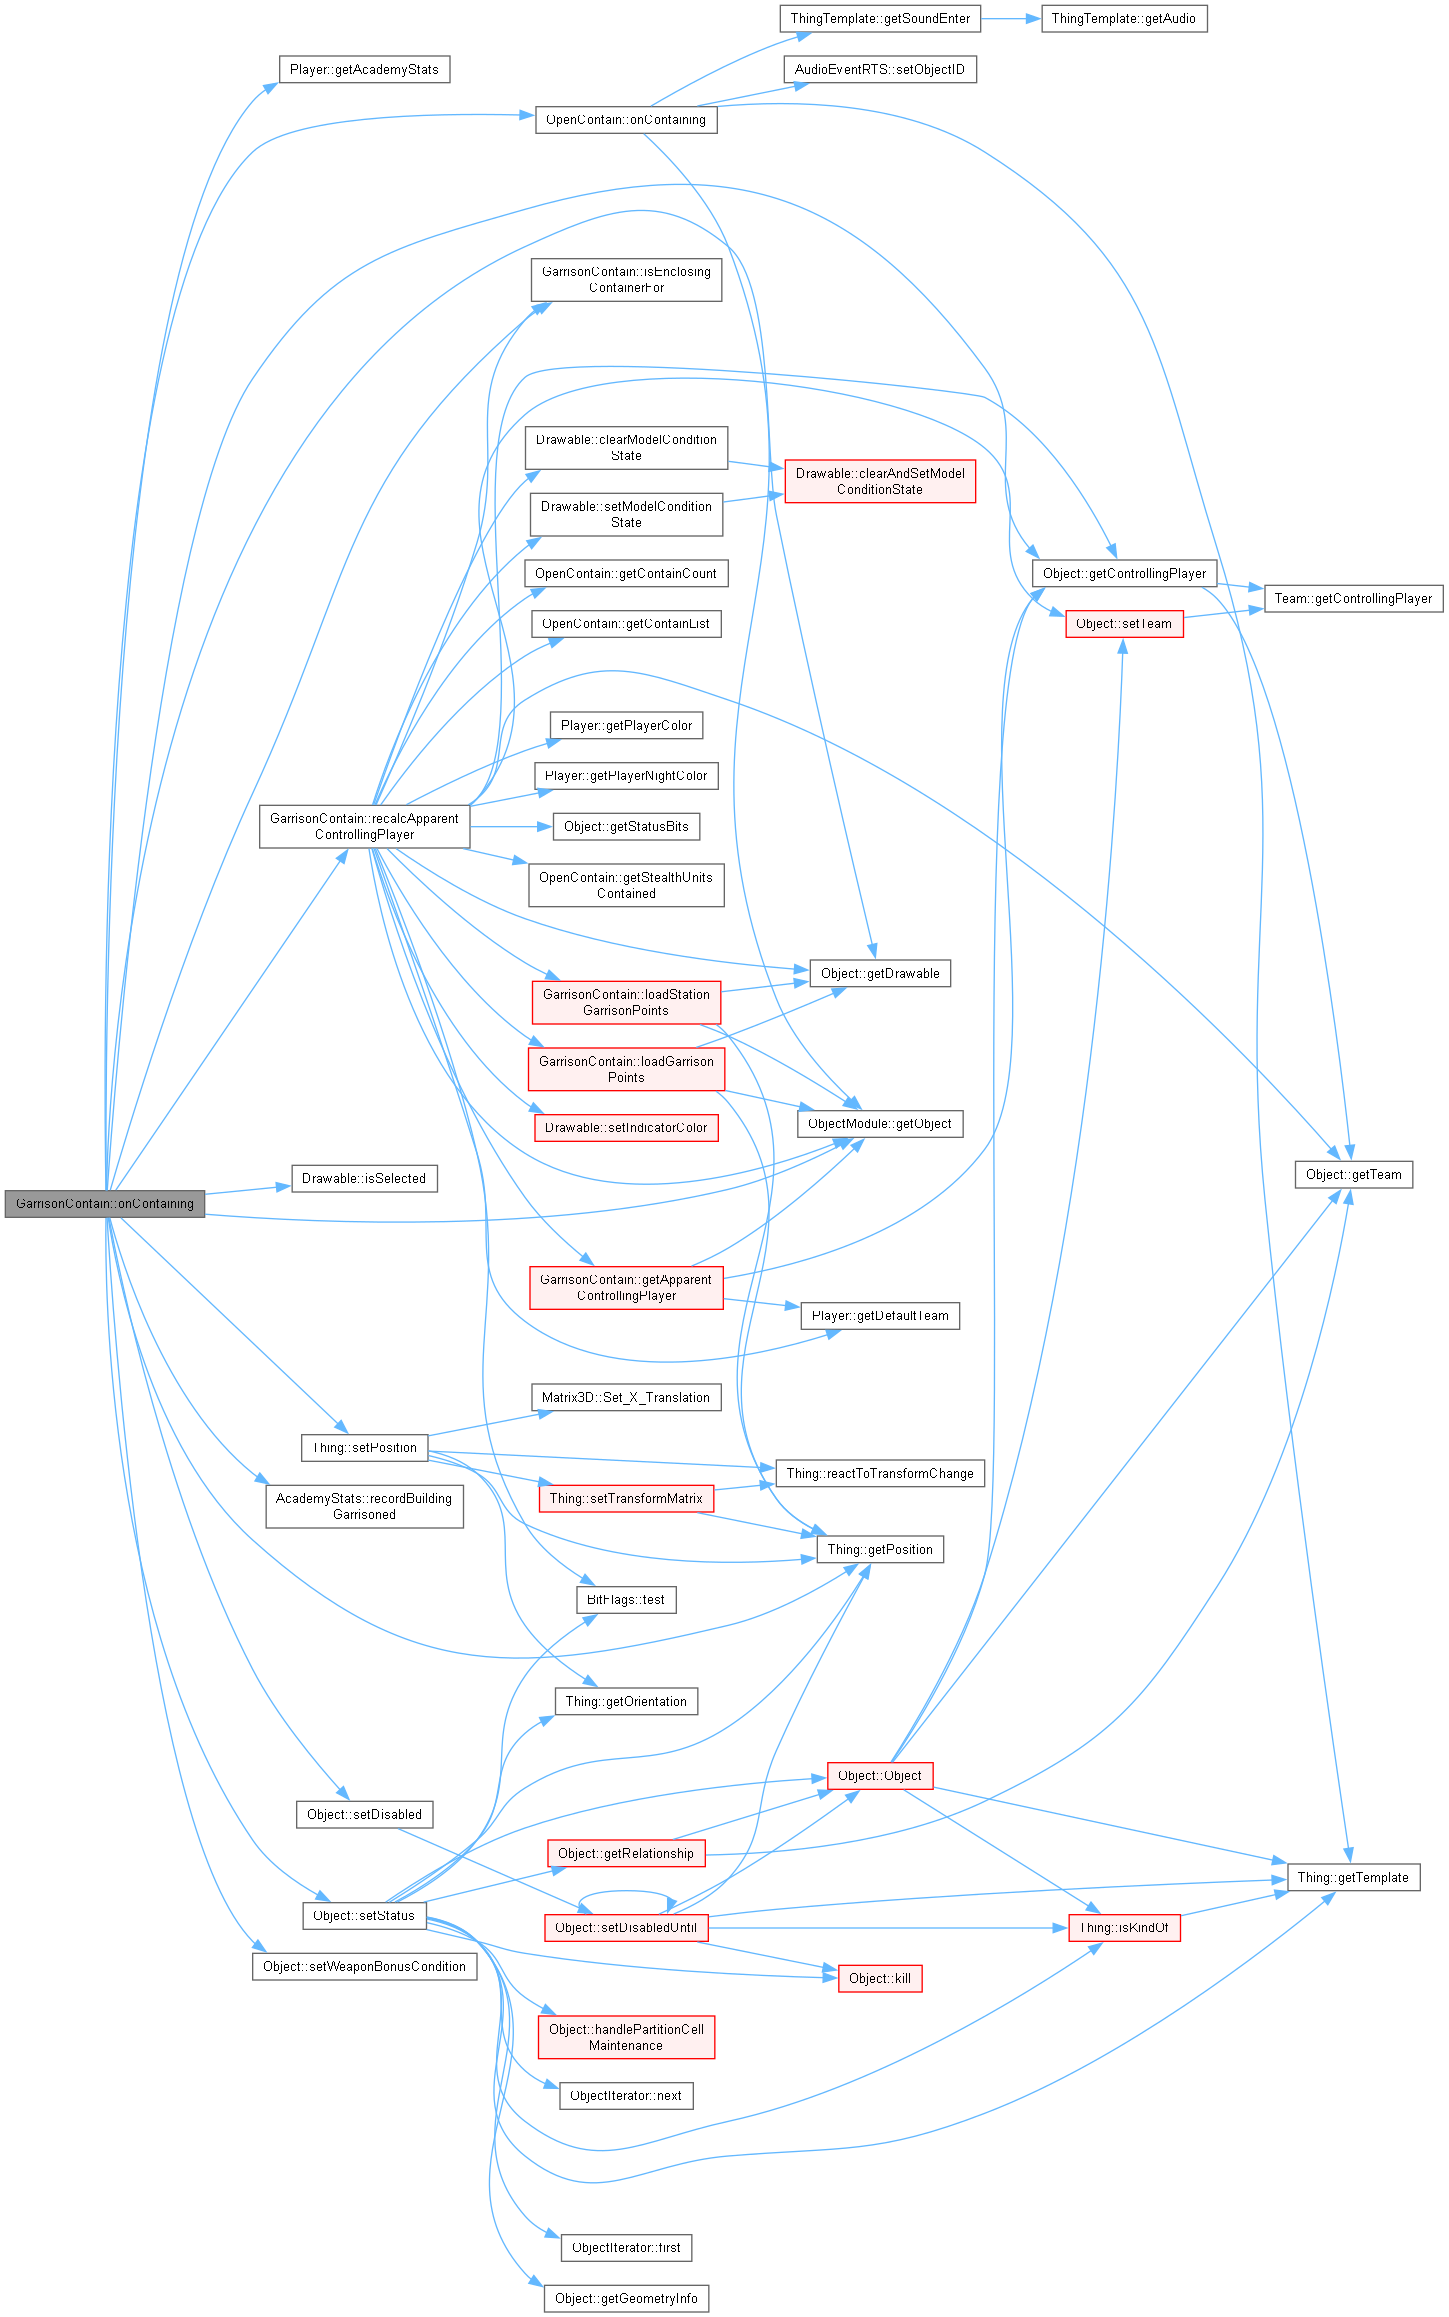 ThingTemplate::getSoundEnter
ThingTemplate::getAudio
Player::getAcademyStats
AudioEventRTS::setObjectID
OpenContain::onContaining
GarrisonContain::isEnclosing
ContainerFor
Drawable::clearModelCondition
State
Drawable::clearAndSetModel
ConditionState
Drawable::setModelCondition
State
OpenContain::getContainCount
Object::getControllingPlayer
Team::getControllingPlayer
OpenContain::getContainList
Object::setTeam
Player::getPlayerColor
Player::getPlayerNightColor
GarrisonContain::recalcApparent
ControllingPlayer
Object::getStatusBits
OpenContain::getStealthUnits
Contained
Object::getDrawable
GarrisonContain::loadStation
GarrisonPoints
GarrisonContain::loadGarrison
Points
Drawable::setIndicatorColor
ObjectModule::getObject
Drawable::isSelected
Object::getTeam
GarrisonContain::onContaining
GarrisonContain::getApparent
ControllingPlayer
Player::getDefaultTeam
Matrix3D::Set_X_Translation
Thing::setPosition
Thing::reactToTransformChange
AcademyStats::recordBuilding
Garrisoned
Thing::setTransformMatrix
Thing::getPosition
BitFlags::test
Thing::getOrientation
Object::Object
Object::setDisabled
Object::getRelationship
Thing::getTemplate
Object::setStatus
Object::setDisabledUntil
Thing::isKindOf
Object::setWeaponBonusCondition
Object::kill
Object::handlePartitionCell
Maintenance
ObjectIterator::next
ObjectIterator::first
Object::getGeometryInfo